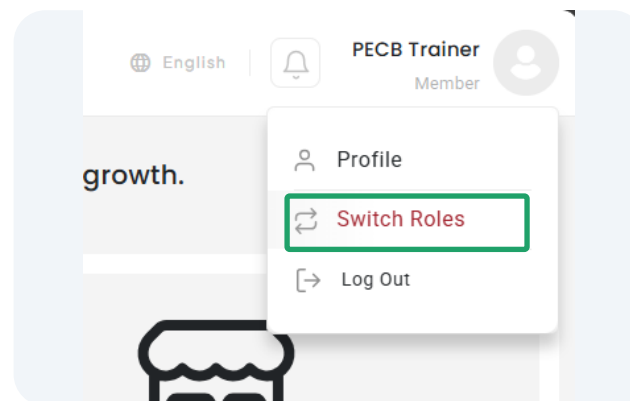 English
PECB Trainer
Member
growth.
Profile
Switch Roles
Log Out